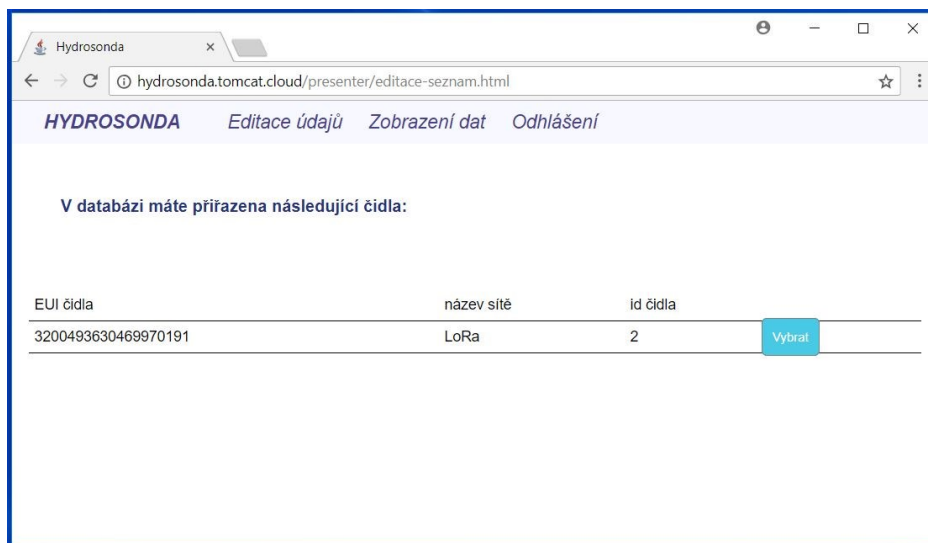 Hydrosonda
hydrosonda.tomcat.cloud/presenter/editace-seznam.html
HYDROSONDA Editace údajů Zobrazení dat Odhlášení
V databázi máte přiřazena následující čidla:
EUI čidla název sítě id čidla
3200493630469970191 LoRa 2 Vybrat